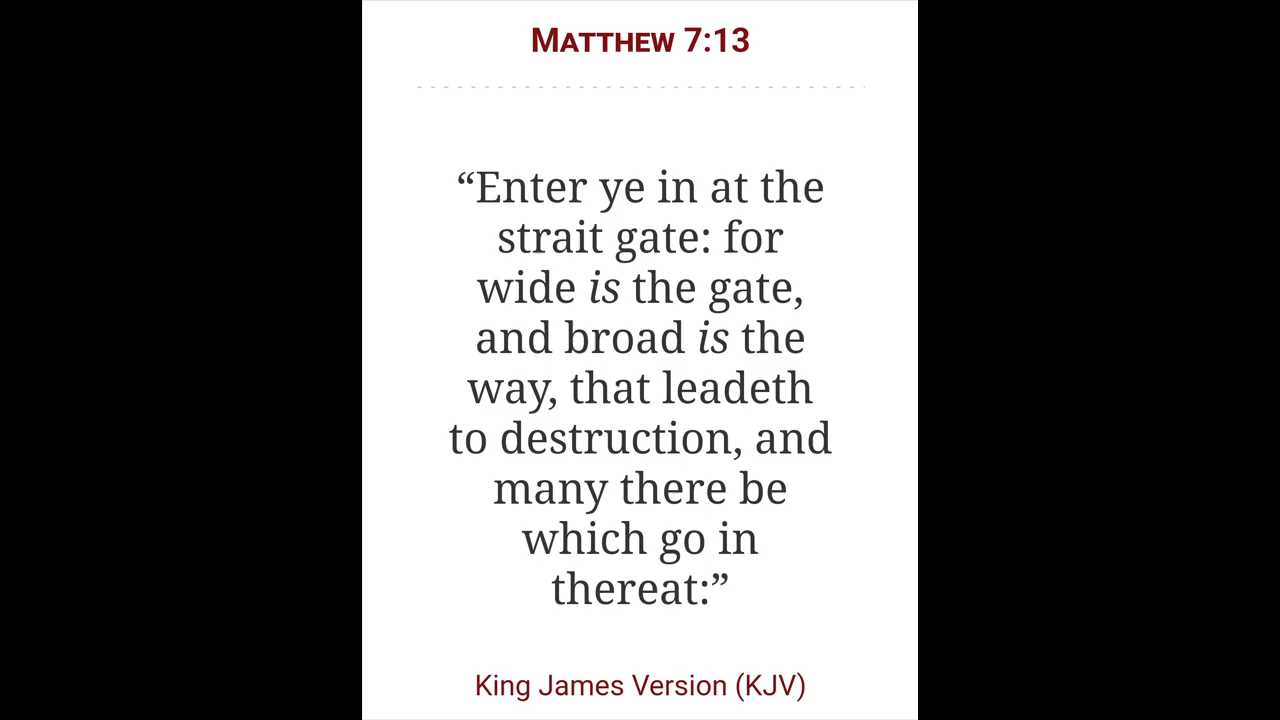 MATTHEW 7:13
“Enter ye in at the
strait gate: for
wide is the gate,
and broad is the
way, that leadeth
to destruction, and
many there be
which go in
thereat:”
King James Version (KJV)